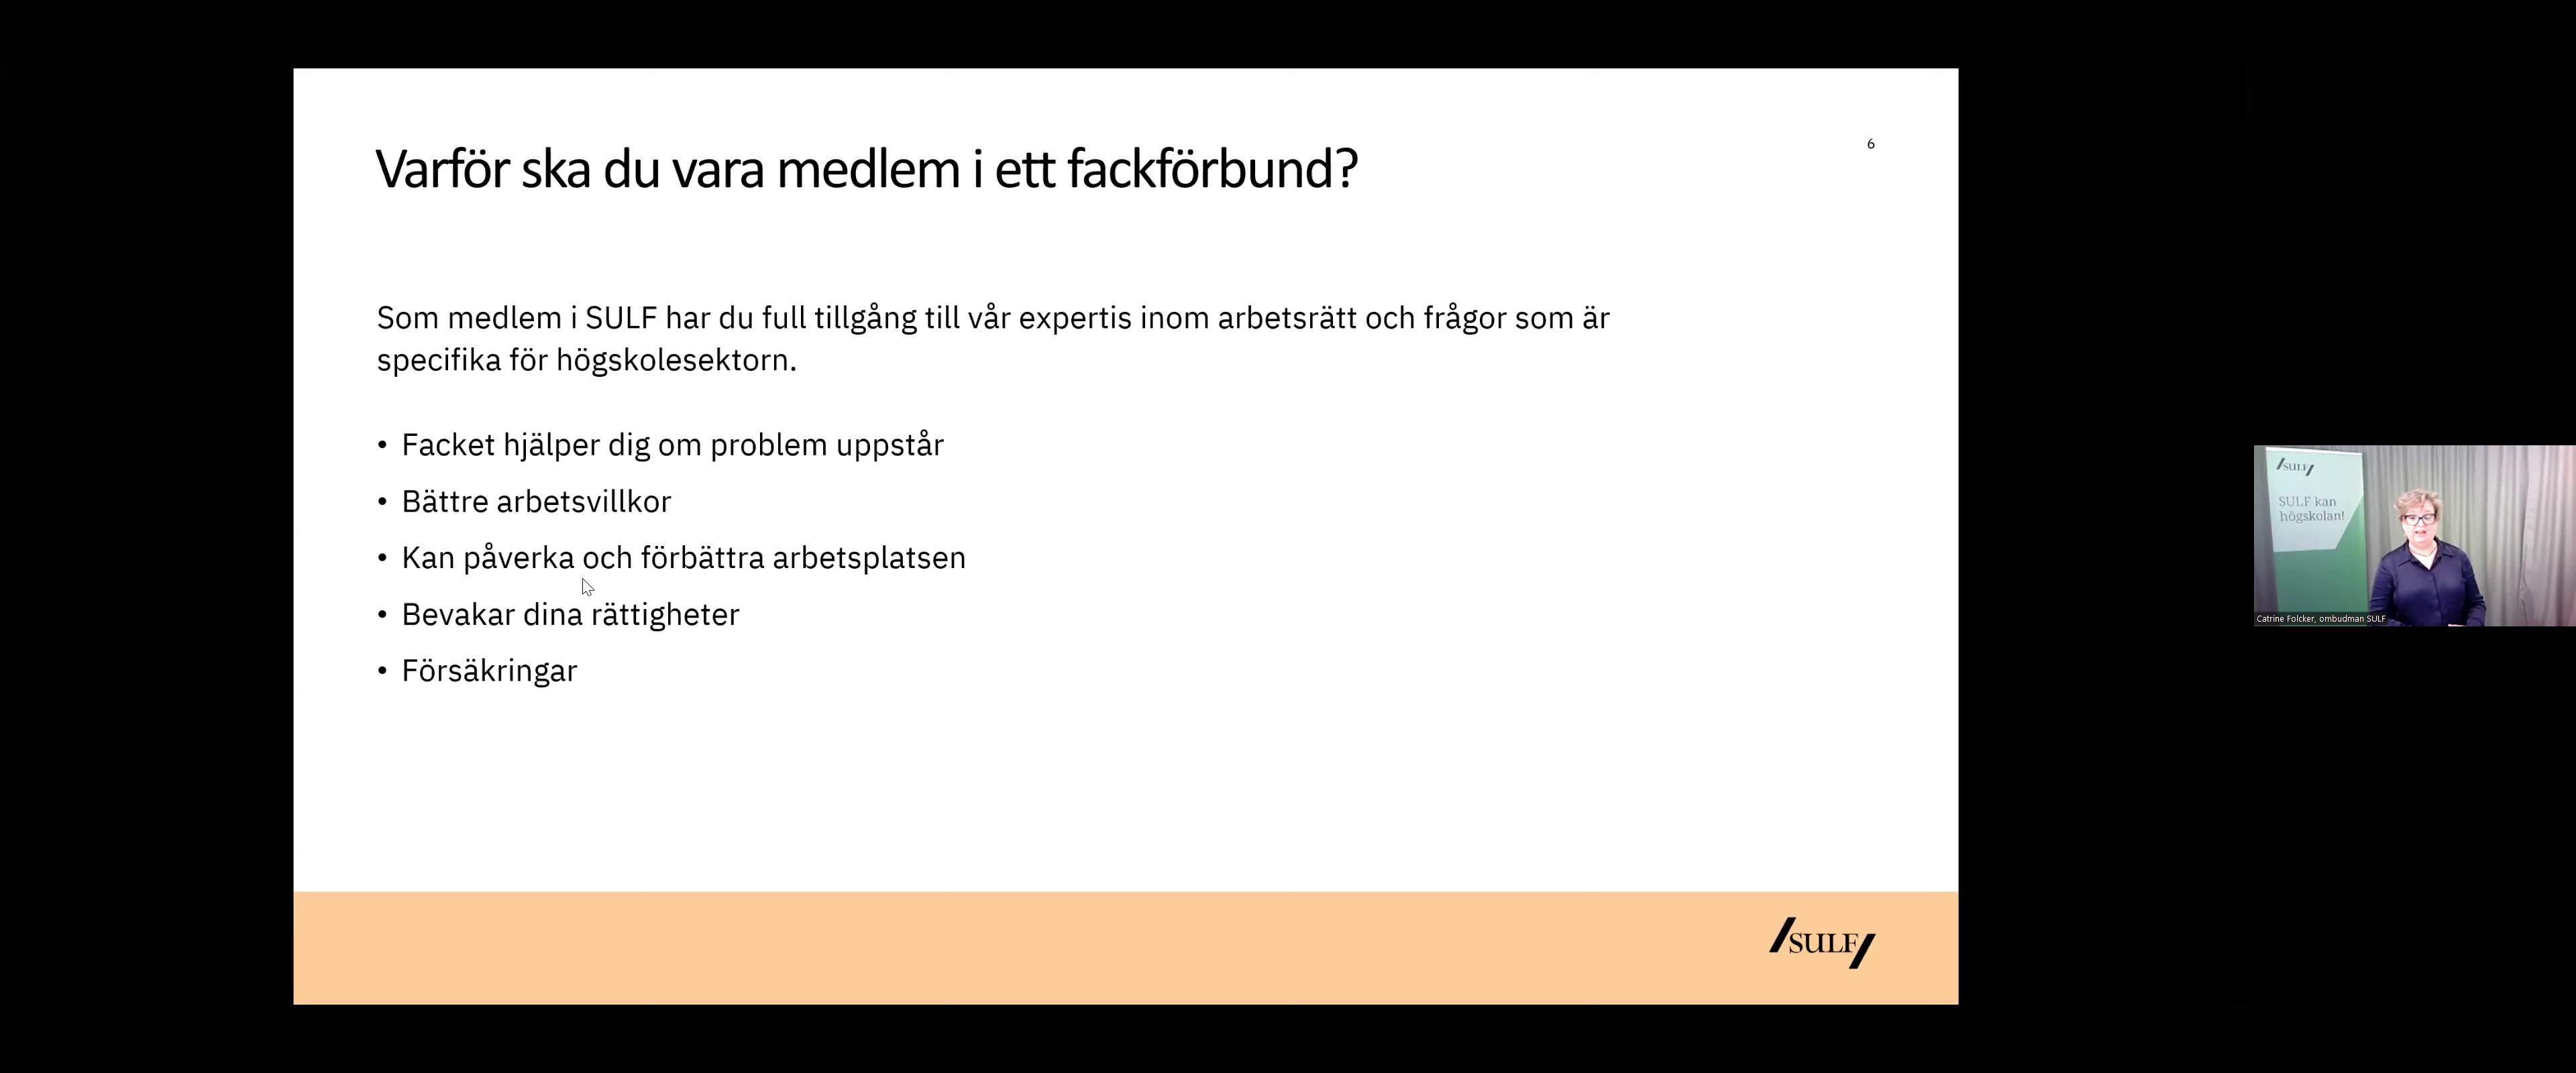 6
Varför ska du vara medlem i ett fackförbund?
Som medlem i SULF har du full tillgång till vår expertis inom arbetsrätt och frågor som är
specifika för högskolesektorn.
• Facket hjälper dig om problem uppstår
• Bättre arbetsvillkor
• Kan påverka och förbättra arbetsplatsen
• Bevakar dina rättigheter
• Försäkringar
/SULF/
/SULF/
SULF kan
högskolan!
Catrine Folcker, ombudman SULF